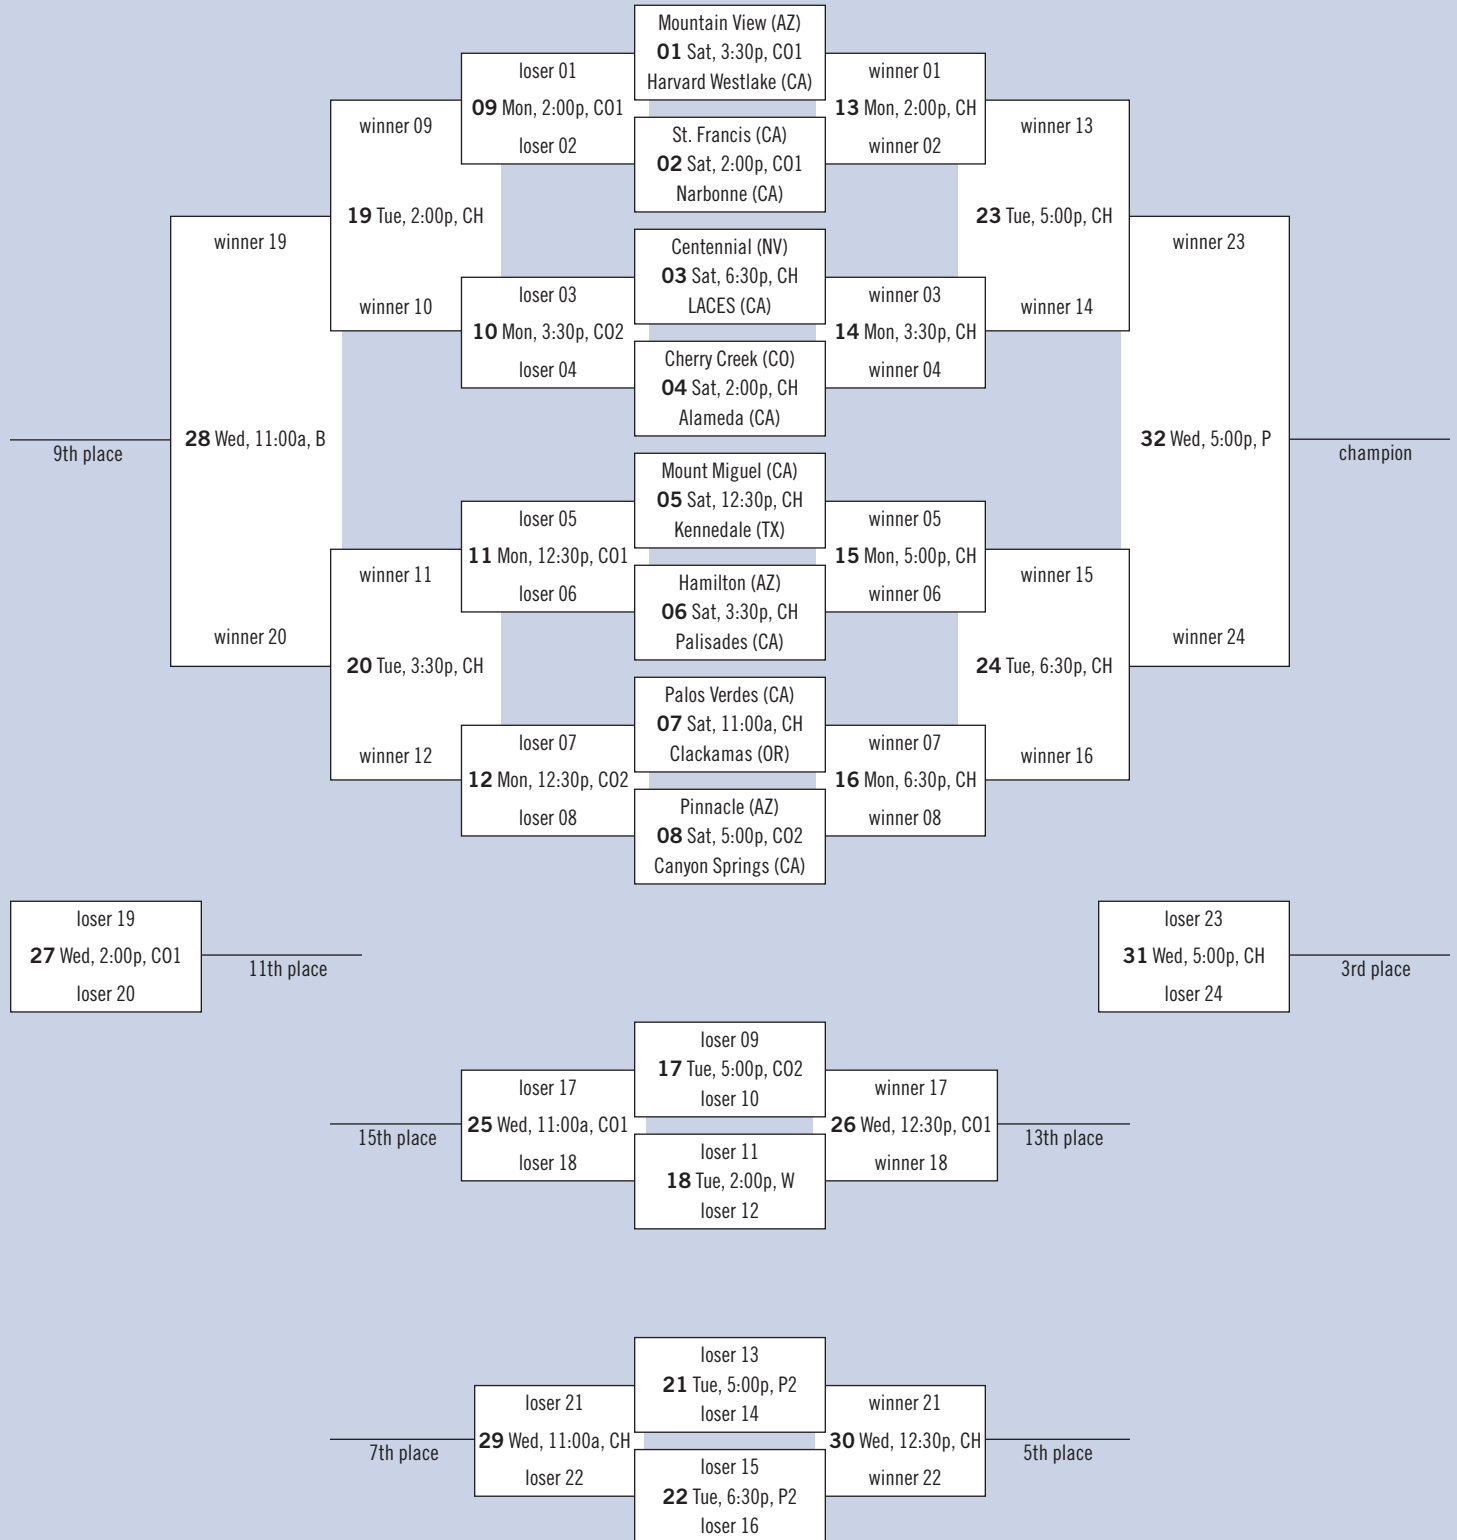 Mountain View (AZ)
01 Sat, 3:30p, CO1
Harvard Westlake (CA)
loser 01
09 Mon, 2:00p, CO1
loser 02
winner 01
13 Mon, 2:00p, CH
winner 02
St. Francis (CA)
02 Sat, 2:00p, CO1
Narbonne (CA)
winner 09
19 Tue, 2:00p, CH
winner 10
winner 13
23 Tue, 5:00p, CH
winner 14
Centennial (NV)
03 Sat, 6:30p, CH
LACES (CA)
loser 03
10 Mon, 3:30p, CO2
loser 04
winner 03
14 Mon, 3:30p, CH
winner 04
Cherry Creek (CO)
04 Sat, 2:00p, CH
Alameda (CA)
winner 19
28 Wed, 11:00a, B
winner 20
9th place
winner 23
32 Wed, 5:00p, P
winner 24
champion
Mount Miguel (CA)
05 Sat, 12:30p, CH
Kennedale (TX)
loser 05
11 Mon, 12:30p, CO1
loser 06
winner 05
15 Mon, 5:00p, CH
winner 06
Hamilton (AZ)
06 Sat, 3:30p, CH
Palisades (CA)
winner 11
20 Tue, 3:30p, CH
winner 12
winner 15
24 Tue, 6:30p, CH
winner 16
Palos Verdes (CA)
07 Sat, 11:00a, CH
Clackamas (OR)
loser 07
12 Mon, 12:30p, CO2
loser 08
winner 07
16 Mon, 6:30p, CH
winner 08
Pinnacle (AZ)
08 Sat, 5:00p, CO2
Canyon Springs (CA)
loser 19
27 Wed, 2:00p, CO1
loser 20
11th place
loser 23
31 Wed, 5:00p, CH
loser 24
3rd place
loser 09
17 Tue, 5:00p, CO2
loser 10
loser 17
25 Wed, 11:00a, CO1
loser 18
15th place
winner 17
26 Wed, 12:30p, CO1
winner 18
13th place
loser 11
18 Tue, 2:00p, W
loser 12
loser 13
21 Tue, 5:00p, P2
loser 14
loser 21
29 Wed, 11:00a, CH
loser 22
7th place
winner 21
30 Wed, 12:30p, CH
winner 22
5th place
loser 15
22 Tue, 6:30p, P2
loser 16